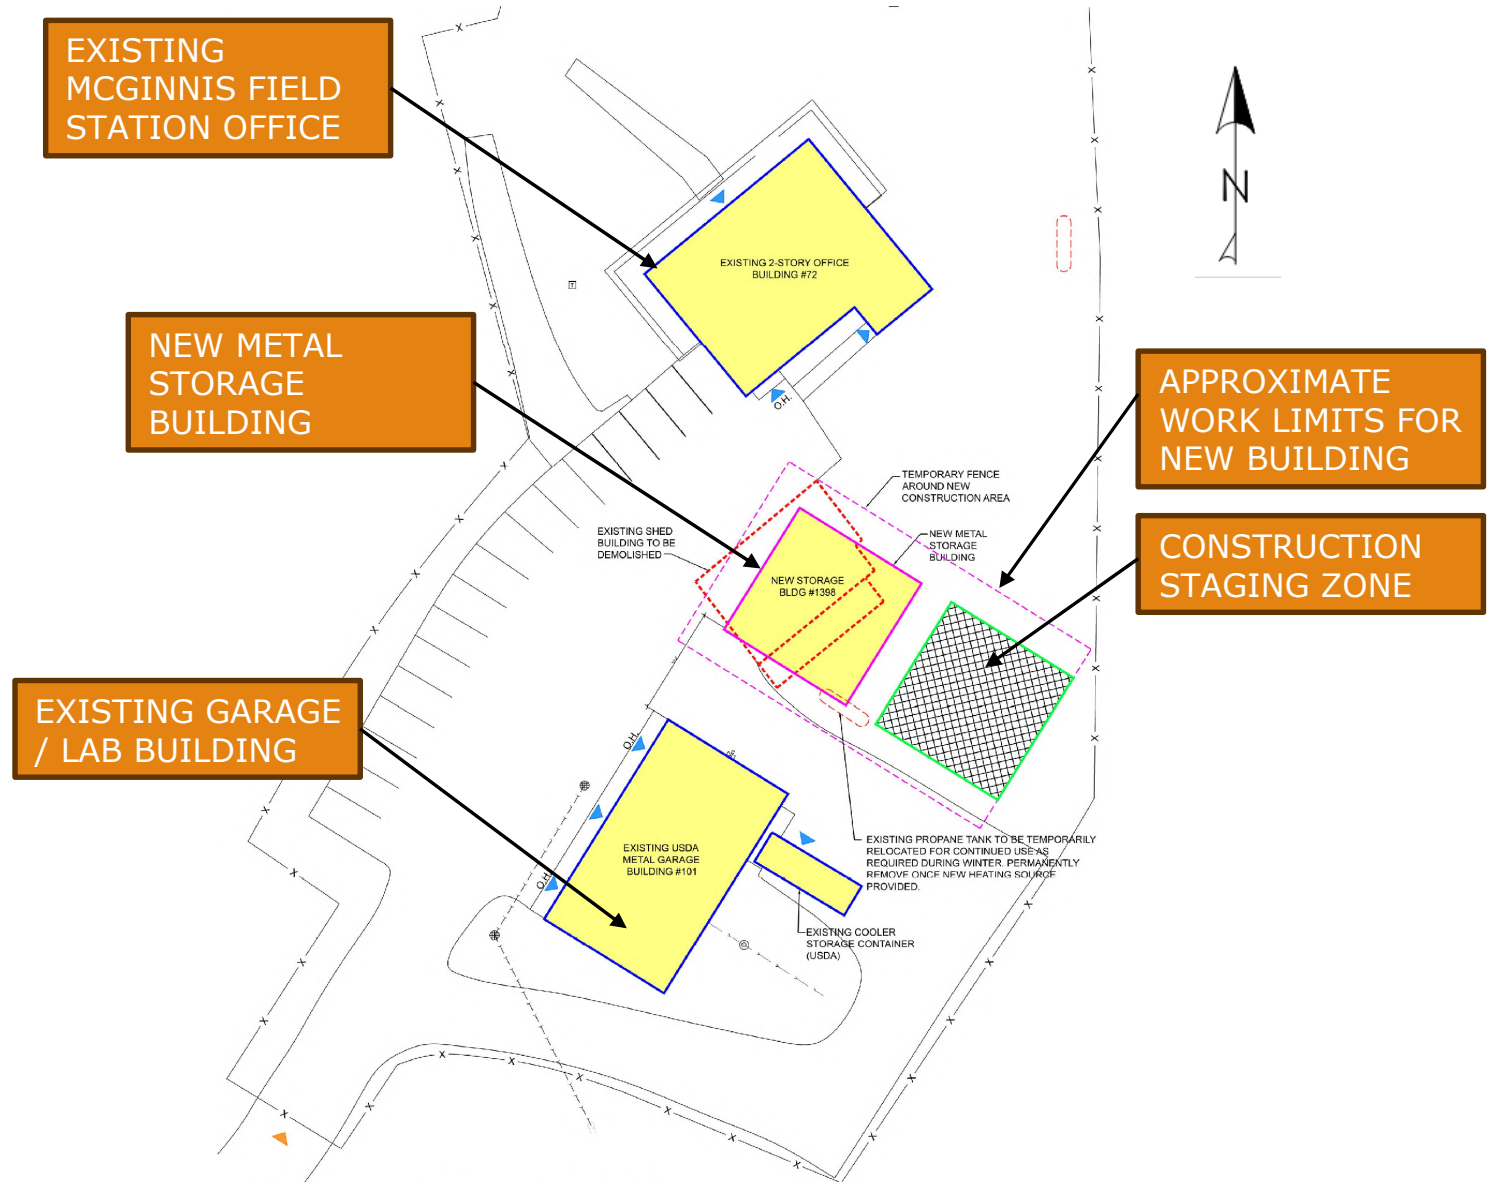 EXISTING
MCGINNIS FIELD
STATION OFFICE
N
EXISTING 2-STORY OFFICE
BUILDING #72
T
NEW METAL
STORAGE
BUILDING
O.H.
APPROXIMATE
WORK LIMITS FOR
NEW BUILDING
TEMPORARY FENCE
AROUND NEW
CONSTRUCTION AREA
EXISTING SHED
BUILDING TO BE
DEMOLISHED
NEW METAL
STORAGE
BUILDING
CONSTRUCTION
STAGING ZONE
NEW STORAGE
BLDG #1398
EXISTING GARAGE
/ LAB BUILDING
O.H.
O.H.
EXISTING USDA
METAL GARAGE
BUILDING #101
EXISTING PROPANE TANK TO BE TEMPORARILY
RELOCATED FOR CONTINUED USE AS
REQUIRED DURING WINTER. PERMANENTLY
REMOVE ONCE NEW HEATING SOURCE
PROVIDED.
EXISTING COOLER
STORAGE CONTAINER
(USDA)